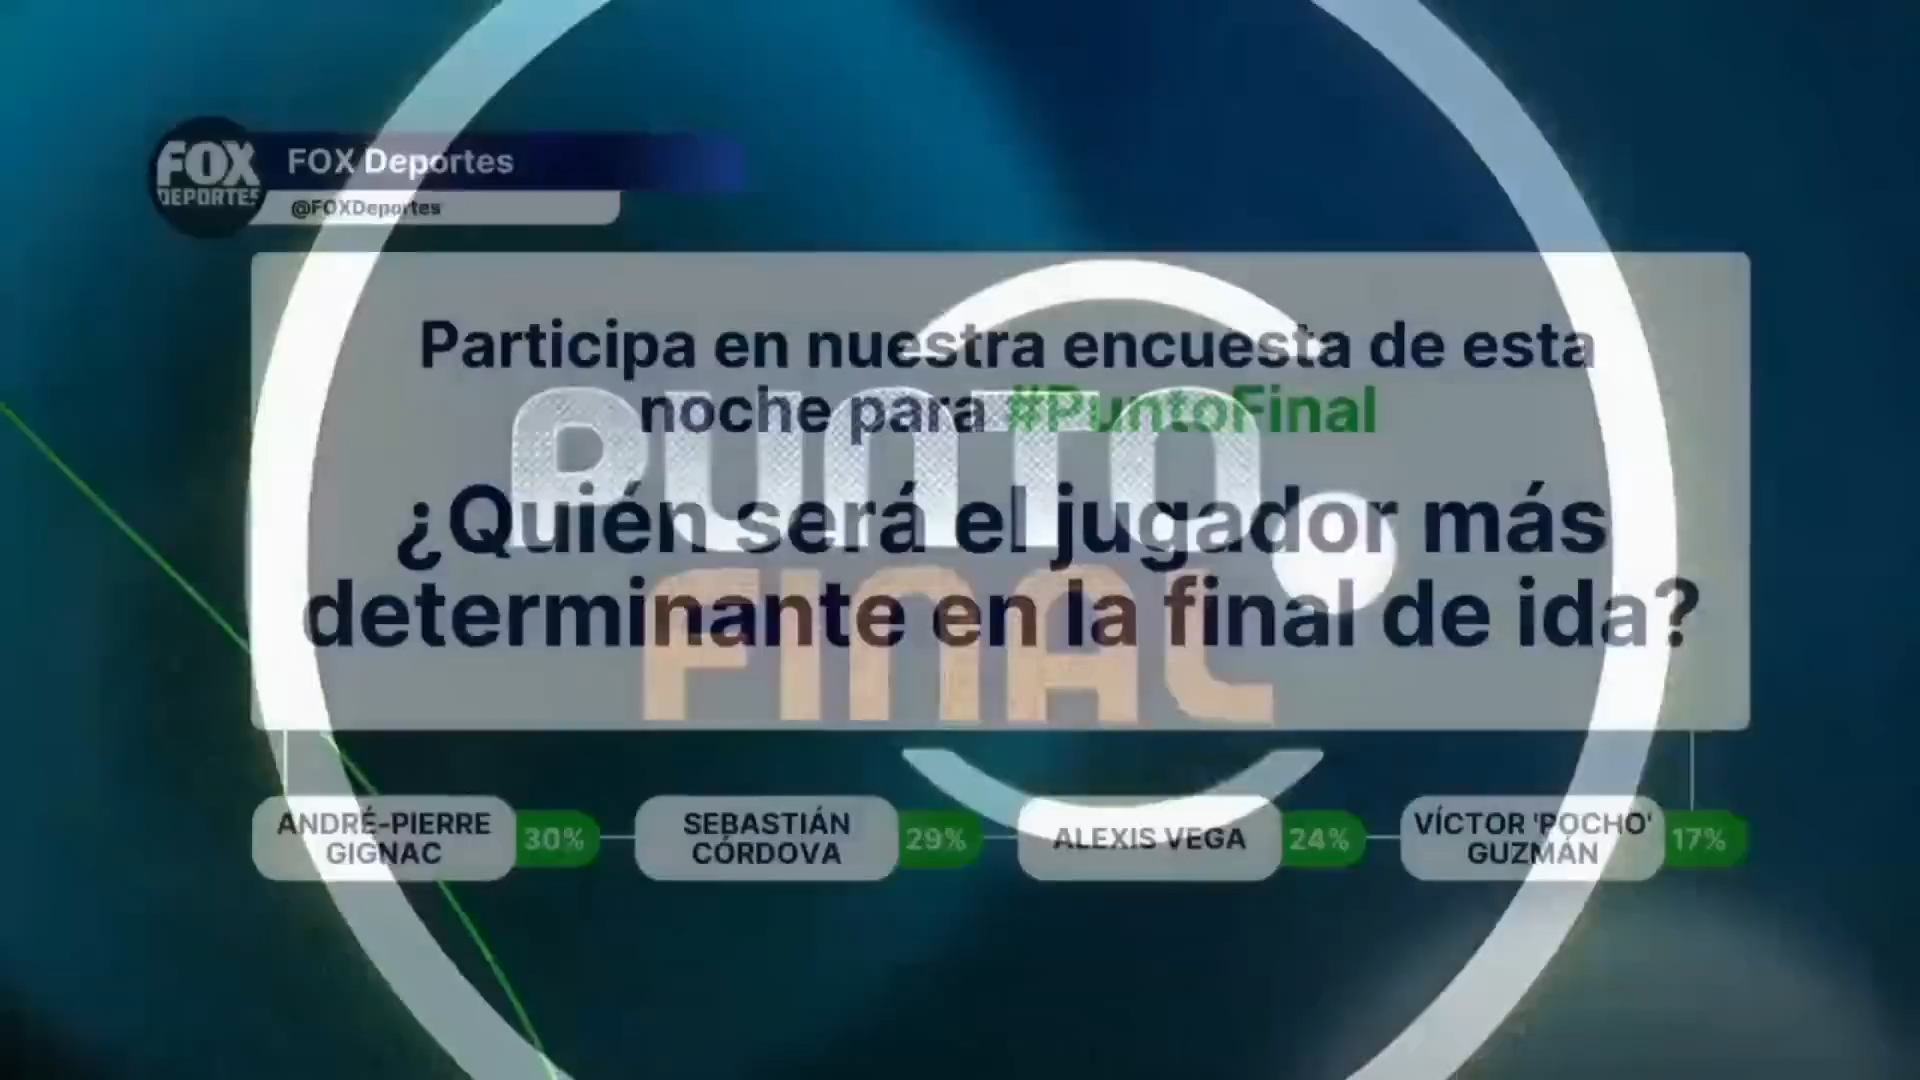 FOX
DEPORTES
FOX Deportes
@FOXDeportes
Participa en nuestra encuesta de esta
noche para #PuntoFinal
¿Quién será el jugador más
determinante en la final de ida?
PUNTO.
FINAL
ANDRÉ-PIERRE
GIGNAC
30%
SEBASTIÁN
CÓRDOVA
29%
ALEXIS VEGA
24%
VÍCTOR 'POCHO'
GUZMÁN
17%